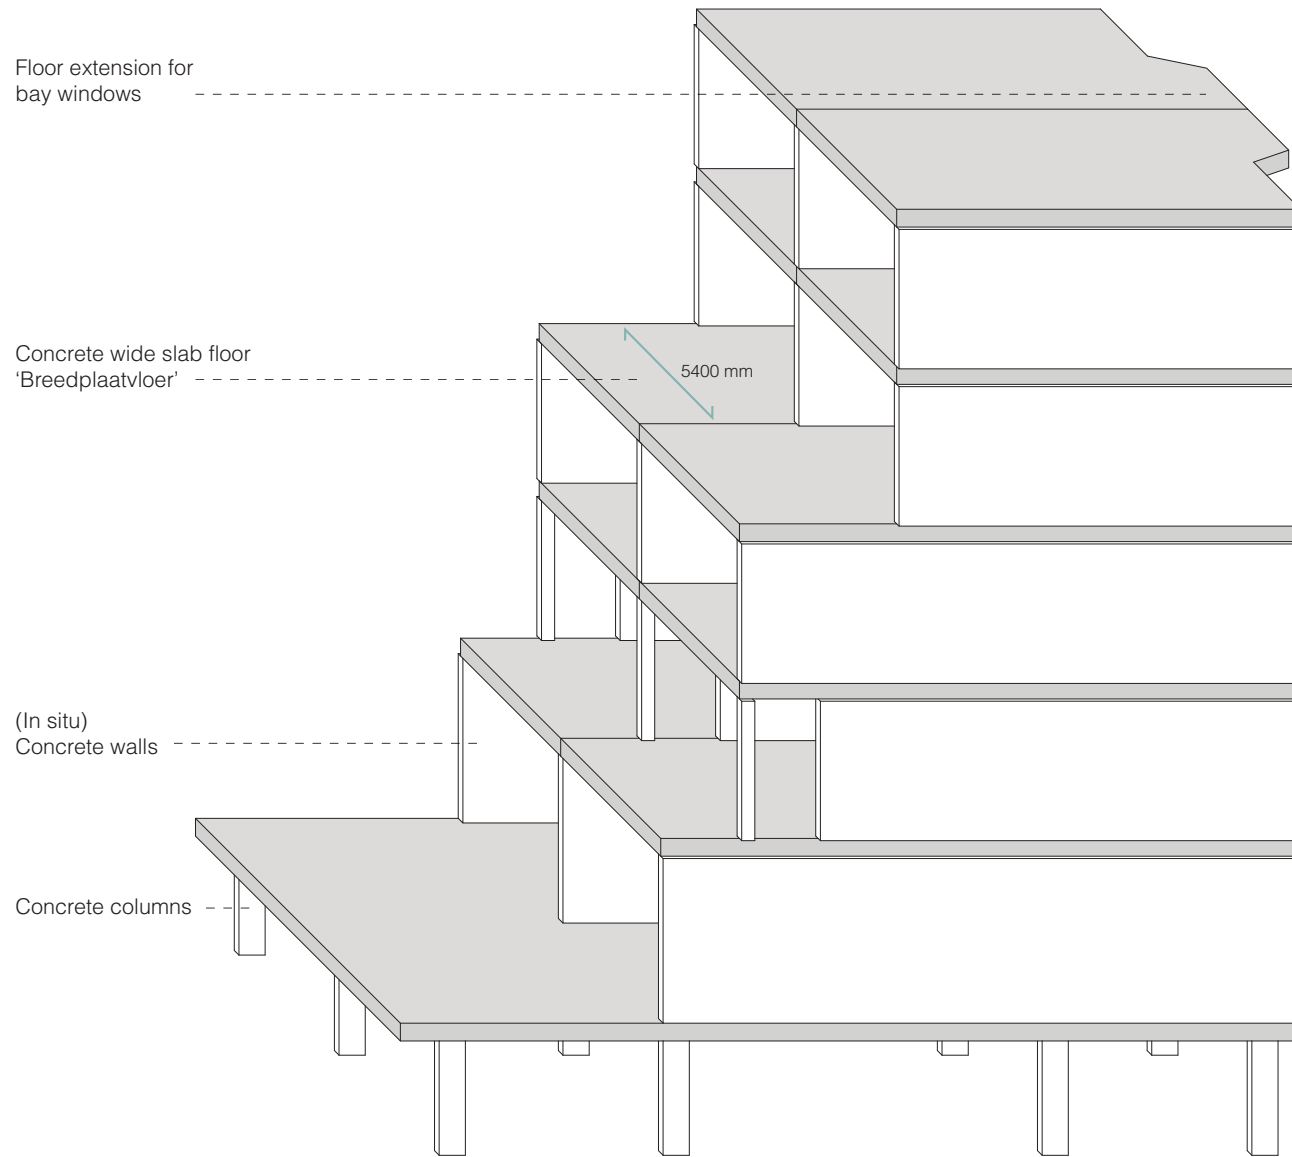 Floor extension for
bay windows
Concrete wide slab floor
‘Breedplaatvloer’
5400 mm
(In situ)
Concrete walls
Concrete columns